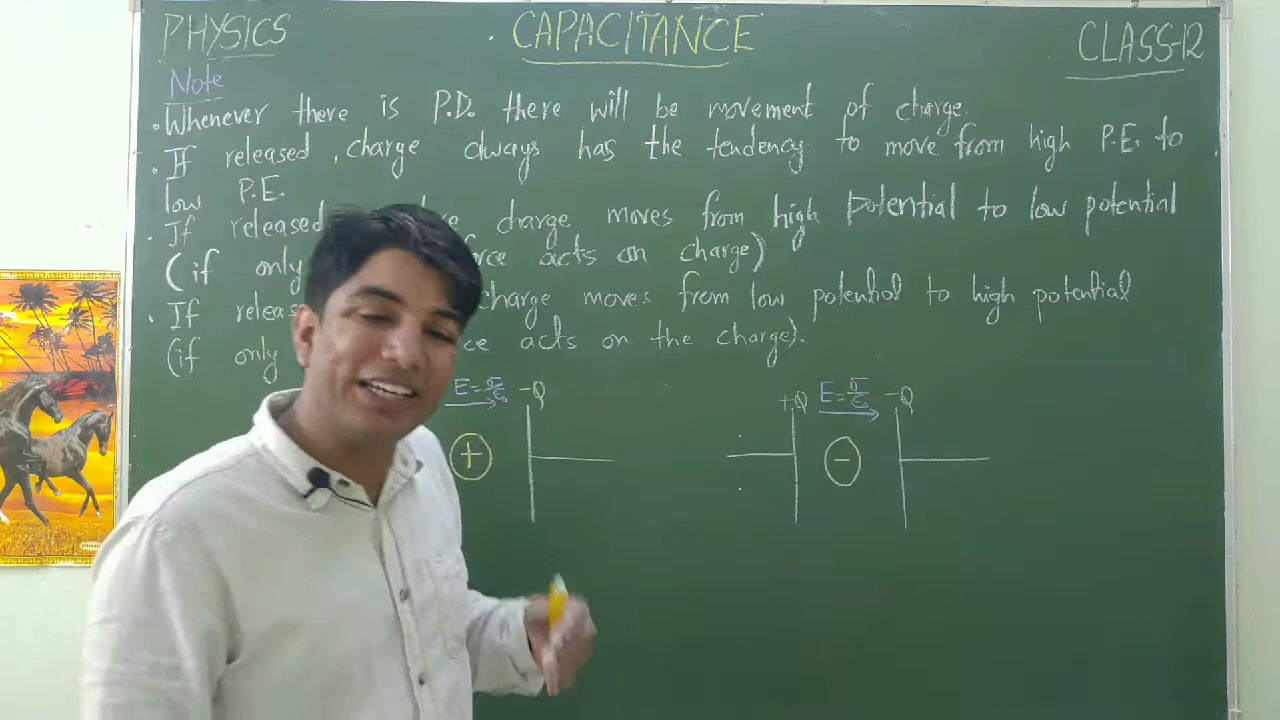 PHYSICS
CAPACITANCE
CLASS-12
Note
• Whenever there is P.D. there will be movement of charge.
• If released, charge always has the tendency to move from high P.E. to
low P.E.
• If released charge moves from high potential to low potential
(if only acts on charge)
• If charge moves from low potential to high potential
(if only acts on the charge).
E = σ/ε₀ -Q
+
+Q E = σ/ε₀ -Q
-